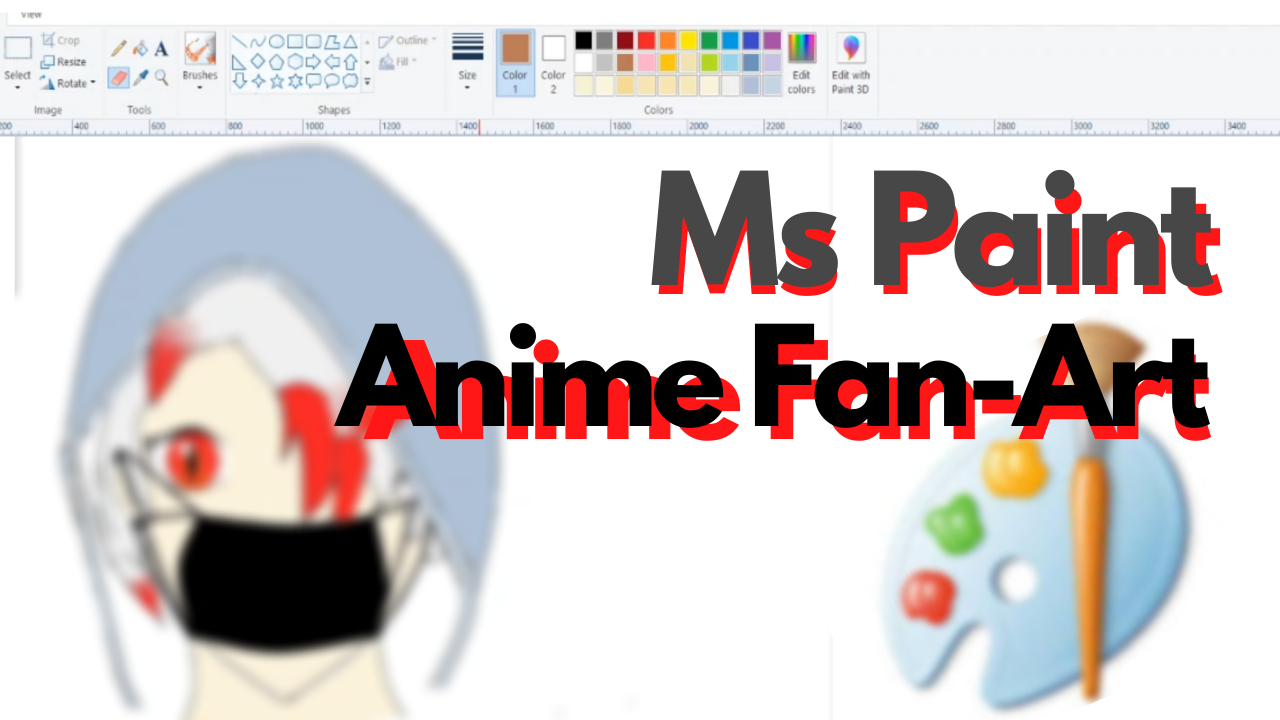 View
Crop
Resize
Rotate
Select
Image
A
Tools
Brushes
Outline
Fill
Shapes
Size
Color 1
Color 2
Colors
Edit colors
Edit with Paint 3D
200 400 600 800 1000 1200 1400 1600 1800 2000 2200 2400 2600 2800 3000 3200 3400
Ms Paint
Anime Fan-Art